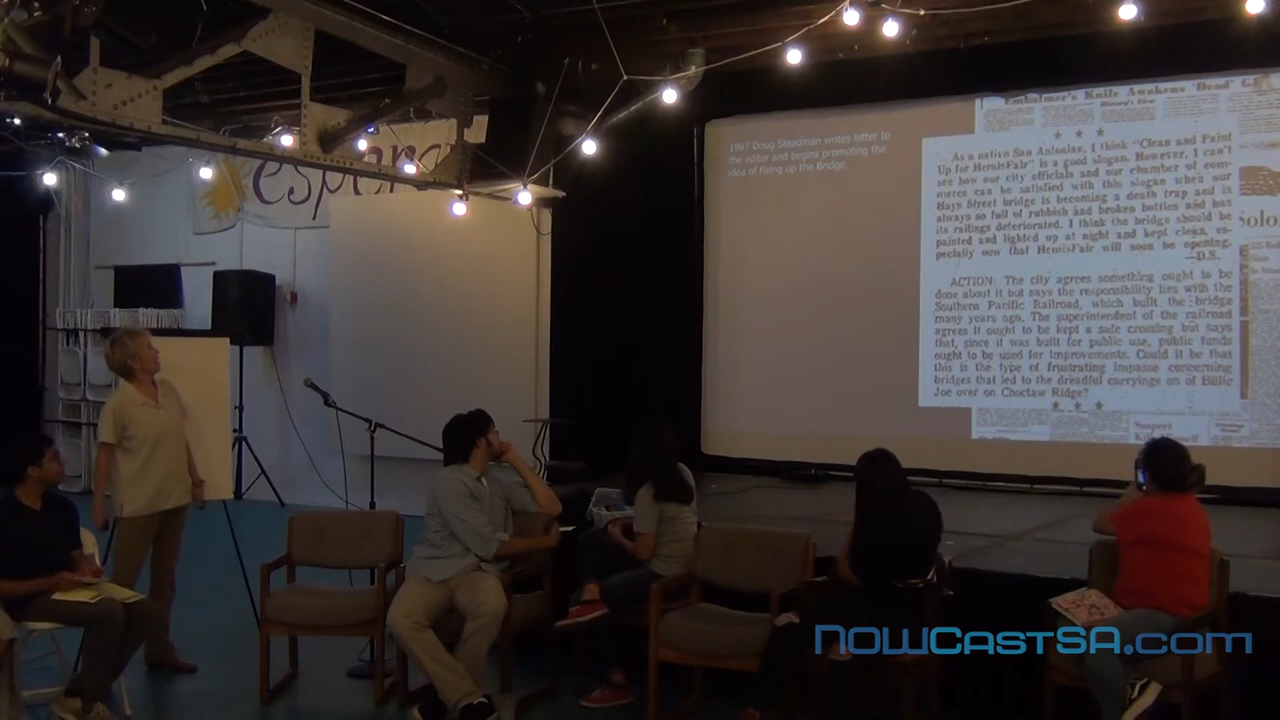 esperan
1967 Doug Steadman writes letter to
the editor and begins promoting the
idea of fixing up the Bridge.
Embalmer's Knife Awakens 'Dead'
As a native San Antonian, I think "Clean and Paint
Up for HemisFair" is a good slogan. However, I can't
see how our city officials and our chamber of com-
merce can be satisfied with this slogan when our
Hays Street bridge is becoming a death trap and is
always so full of rubbish and broken bottles and has
its railings deteriorated. I think the bridge should be
painted and lighted up at night and kept clean, es-
pecially now that HemisFair will soon be opening.
—D.S.
ACTION: The city agrees something ought to be
done about it but says the responsibility lies with the
Southern Pacific Railroad, which built the bridge
many years ago. The superintendent of the railroad
agrees it ought to be kept a safe crossing but says
that, since it was built for public use, public funds
ought to be used for improvements. Could it be that
this is the type of frustrating impasse concerning
bridges that led to the dreadful carryings on of Billie
Joe over on Choctaw Ridge?
Solo
Suspect
NOWCASTSA.COM